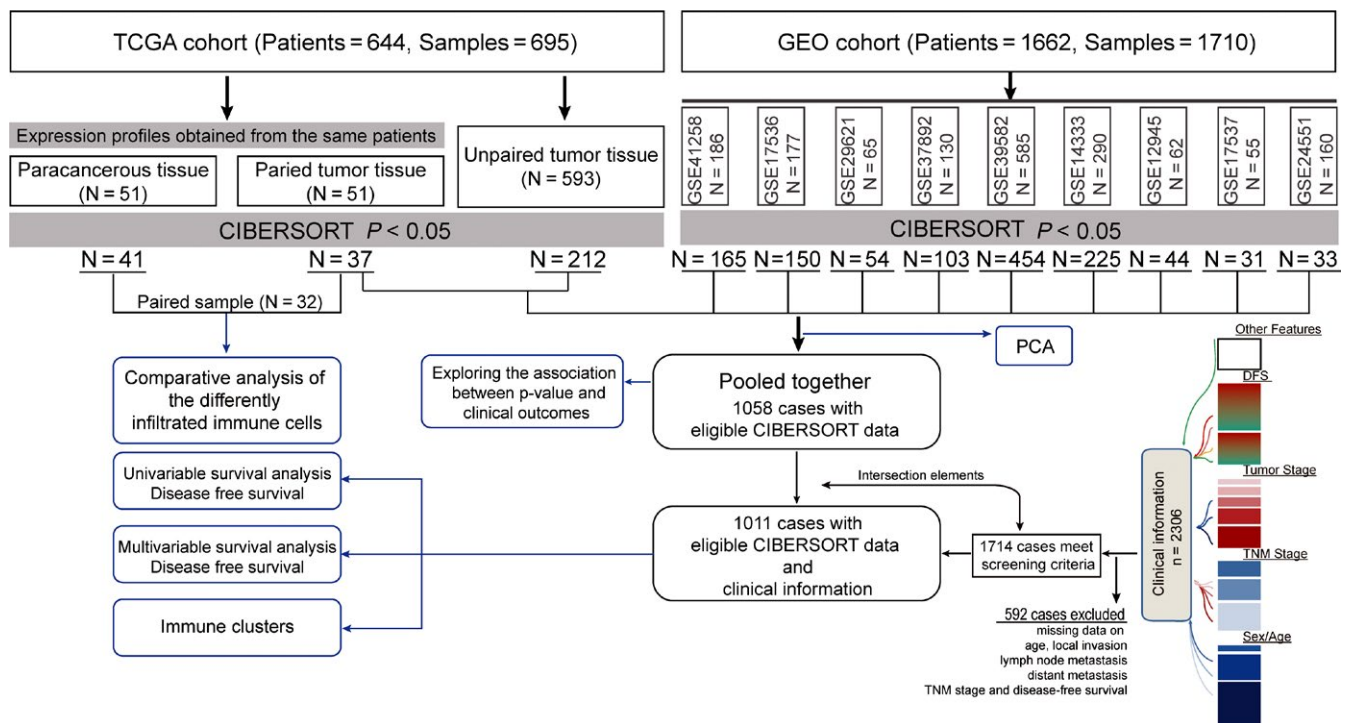 TCGA cohort (Patients = 644, Samples = 695)
GEO cohort (Patients = 1662, Samples = 1710)
Expression profiles obtained from the same patients
Paracancerous tissue
(N = 51)
Paried tumor tissue
(N = 51)
Unpaired tumor tissue
(N = 593)
GSE41258
N = 186
GSE17536
N = 177
GSE29621
N = 65
GSE37892
N = 130
GSE39582
N = 585
GSE14333
N = 290
GSE12945
N = 62
GSE17537
N = 55
GSE24551
N = 160
CIBERSORT P < 0.05
CIBERSORT P < 0.05
N = 41
N = 37
N = 212
N = 165
N = 150
N = 54
N = 103
N = 454
N = 225
N = 44
N = 31
N = 33
Paired sample (N = 32)
PCA
Comparative analysis of
the differently
infiltrated immune cells
Exploring the association
between p-value and
clinical outcomes
Pooled together
1058 cases with
eligible CIBERSORT data
Univariable survival analysis
Disease free survival
Multivariable survival analysis
Disease free survival
Immune clusters
Intersection elements
1011 cases with
eligible CIBERSORT data
and
clinical information
1714 cases meet
screening criteria
592 cases excluded
missing data on
age, local invasion
lymph node metastasis
distant metastasis
TNM stage and disease-free survival
Clinical information
n = 2306
Other Features
DFS
Tumor Stage
TNM Stage
Sex/Age